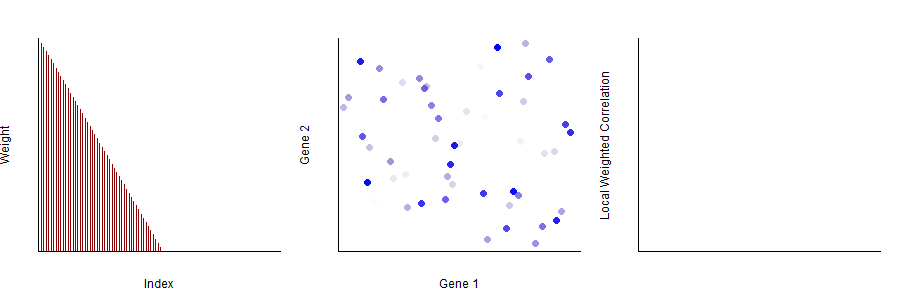 Weight
Index
Gene 2
Gene 1
Local Weighted Correlation